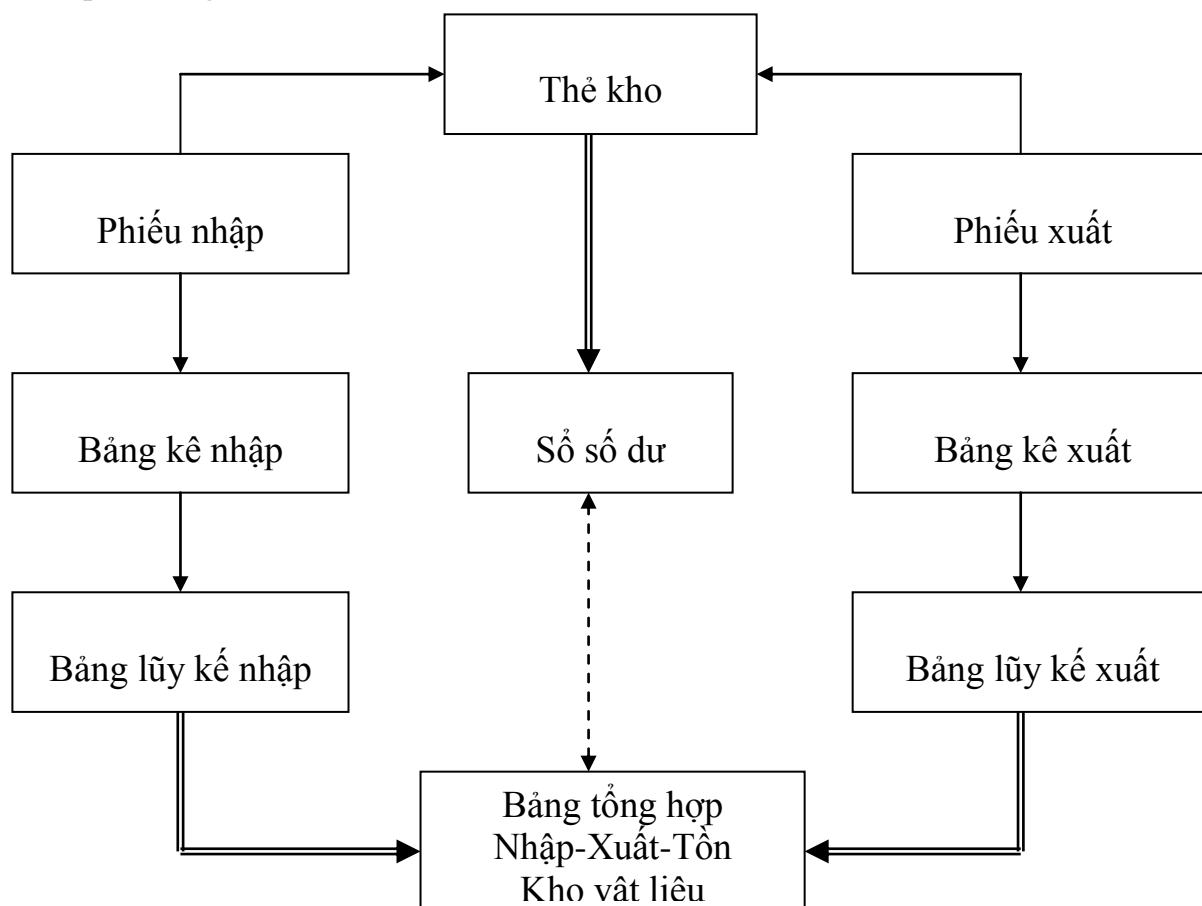 Thẻ kho
Phiếu nhập
Phiếu xuất
Bảng kê nhập
Sổ số dư
Bảng kê xuất
Bảng lũy kế nhập
Bảng lũy kế xuất
Bảng tổng hợp
Nhập-Xuất-Tồn
Kho vật liệu